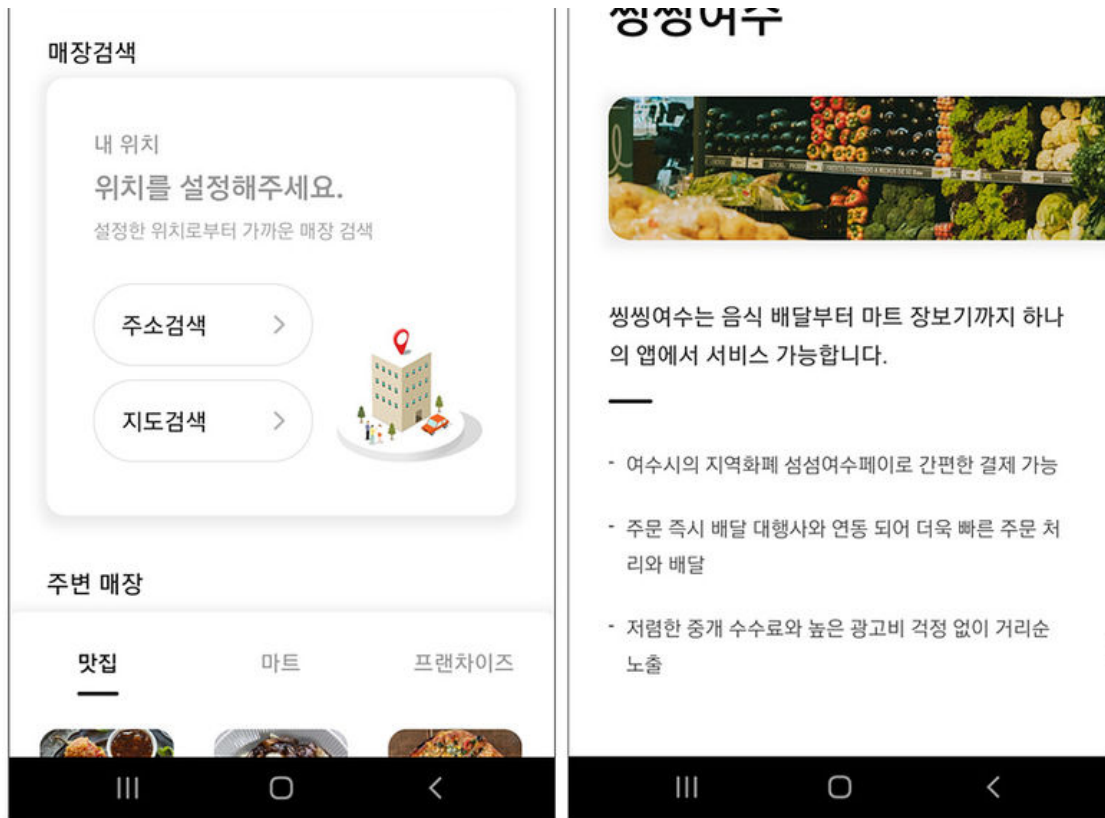 매장검색
내 위치
위치를 설정해주세요.
설정한 위치로부터 가까운 매장 검색
주소검색
지도검색
주변 매장
맛집
마트
프랜차이즈
씽씽여수
씽씽여수는 음식 배달부터 마트 장보기까지 하나
의 앱에서 서비스 가능합니다.
- 여수시의 지역화폐 섬섬여수페이로 간편한 결제 가능
- 주문 즉시 배달 대행사와 연동 되어 더욱 빠른 주문 처
리와 배달
- 저렴한 중개 수수료와 높은 광고비 걱정 없이 거리순
노출